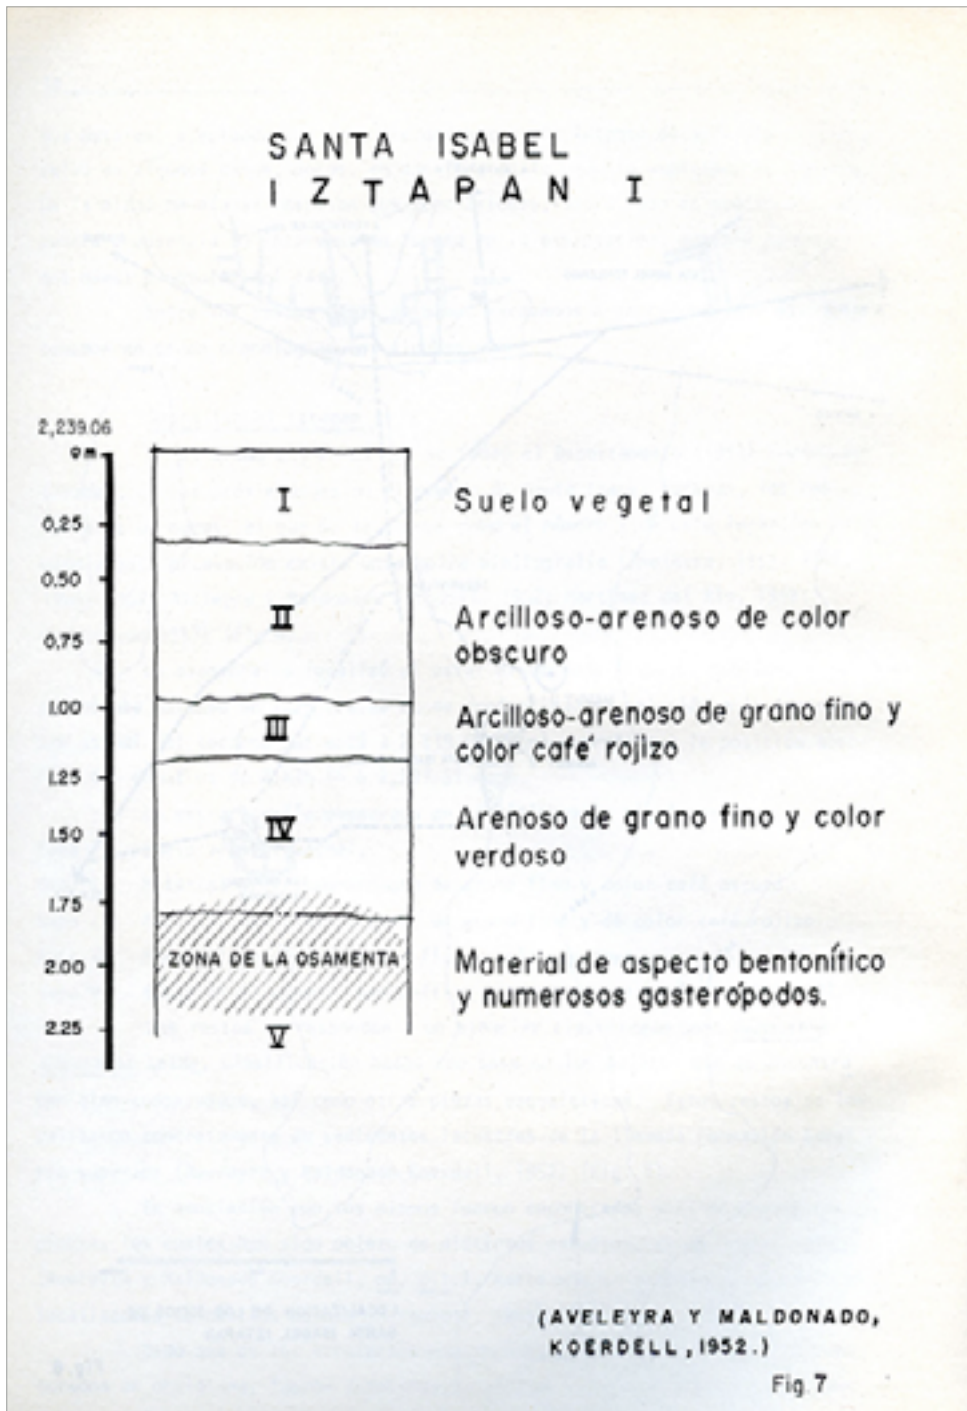 SANTA ISABEL
IZTAPAN I
2,239.06
0 m.
0,25
0,50
0,75
1.00
1.25
1.50
1.75
2.00
2.25
I
Suelo vegetal
II
Arcilloso-arenoso de color
obscuro
III
Arcilloso-arenoso de grano fino y
color café rojizo
IV
Arenoso de grano fino y color
verdoso
ZONA DE LA OSAMENTA
Material de aspecto bentonítico
y numerosos gasterópodos.
V
(AVELEYRA Y MALDONADO,
KOERDELL, 1952.)
Fig. 7